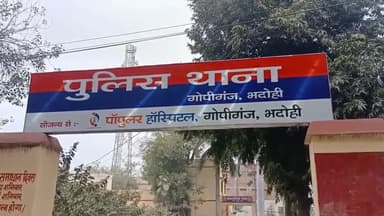 पुलिस थाना
गोपीगंज, भदोही
सौजन्य से :- पॉपुलर हॉस्पिटल, गोपीगंज, भदोही